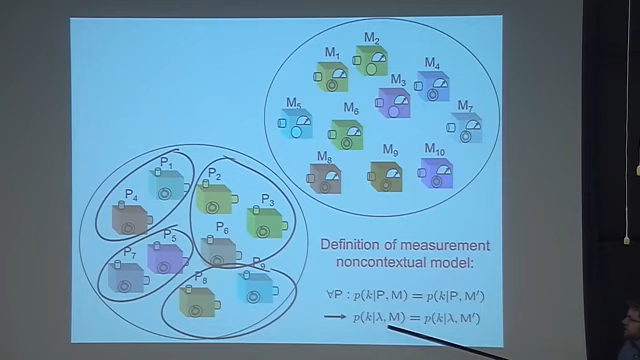 M₁
M₂
M₃
M₄
M₅
M₆
M₇
M₈
M₉
M₁₀
P₁
P₂
P₃
P₄
P₅
P₆
P₇
P₈
P₉
Definition of measurement
noncontextual model:
∀P : p(k|P, M) = p(k|P, M′)
→ p(k|λ, M) = p(k|λ, M′)